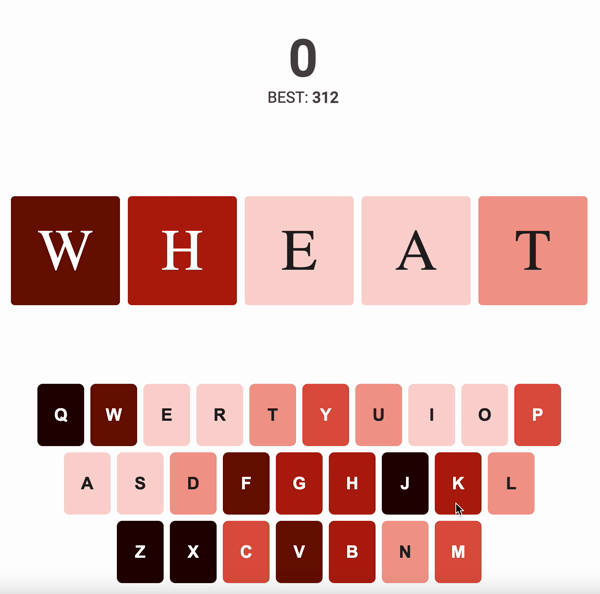 0
BEST: 312
W H E A T
Q W E R T Y U I O P
A S D F G H J K L
Z X C V B N M